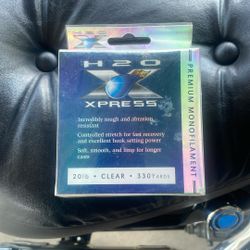 H2O
X
XPRESS
Incredibly tough and abrasion
resistant
Controlled stretch for fast recovery
and excellent hook setting power
Soft, smooth, and limp for longer
casts
20lb • CLEAR • 330YARDS
PREMIUM MONOFILAMENT